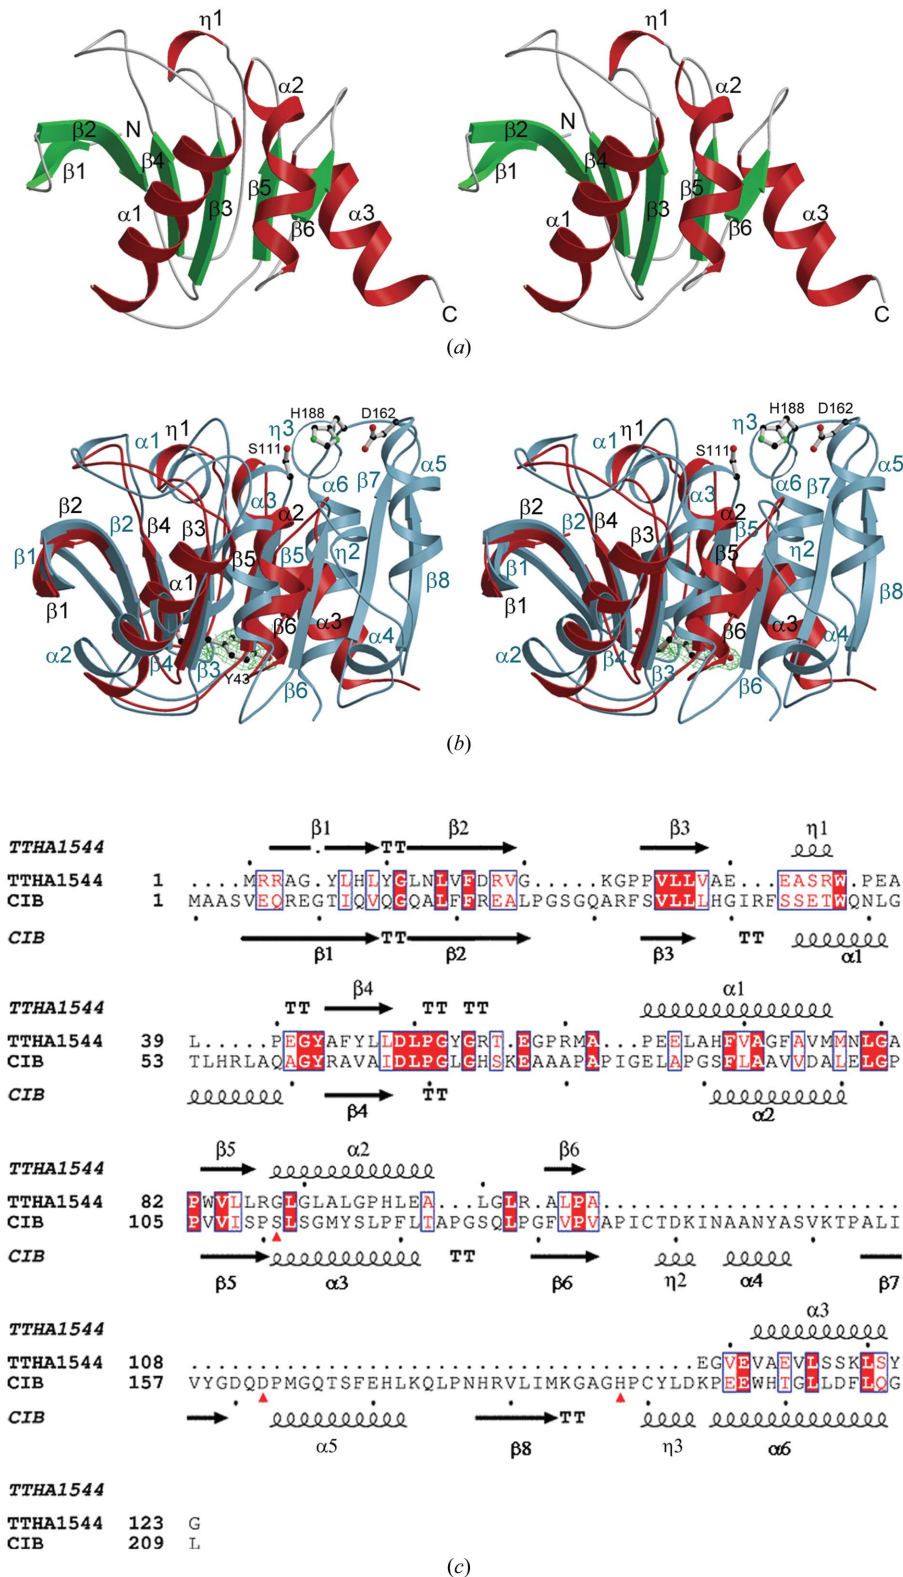 η1 η1
α2 α2
β2 N β2 N
β1 β4 β1 β4
α1 β3 β5 α3 α1 β3 β5 α3
β6 β6
C C
(a)
H188 D162 H188 D162
α1 η1 S111 η3 α1 η1 S111 η3
α5 α5
β2 β2 β4 β3 α3 α2 α6 β7 β2 β2 β4 β3 α3 α2 α6 β7
β1 β5 β5 η2 β8 β1 β5 β5 η2 β8
β1 α1 β1
α2 β4 β3 Y43 β6 α3 α4 β6 α2 β4 β3 β6 α3 α4 β6
(b)
β1 β2 β3 η1
TTHA1544 TT
TTHA1544 1 ....MRRAG.YLHLYGLNLVFDRVG.....KGPPVLLVAE...EASRW.PEA
CIB 1 MAASVEQREGTIQVQGQALFFREALPGSGQARFSVLLLHGIRFSSETWQNLG
CIB TT TT
β1 β2 β3 α1
β4 α1
TTHA1544 TT TT TT
TTHA1544 39 L.....PEGYAFYLLDLPGYGRT.EGPRMA...PEELAHFVAGFAVMMNLGA
CIB 53 TLHRLAQAGYRAVAIDLPGLGHSKEAAAPAPIGELAPGSFLAAVVDALELGP
CIB TT
β4 α2
β5 α2 β6
TTHA1544
TTHA1544 82 PWVLLRGLGLALGPHLEA...LGLR.ALPA......................
CIB 105 PVVISPSLSGMYSLPFLTAPGSQLPGFVPVAPICTDKINAANYASVKTPALI
CIB TT
β5 α3 β6 η2 α4 β7
α3
TTHA1544
TTHA1544 108 .....................................EGVEVAEVLSSKLSY
CIB 157 VYGDQDPMGQTSFEHLKQLPNHRVLIMKGAGHPCYLDKPEEWHTGLLDFLQG
CIB TT
α5 β8 η3 α6
TTHA1544
TTHA1544 123 G
CIB 209 L
(c)